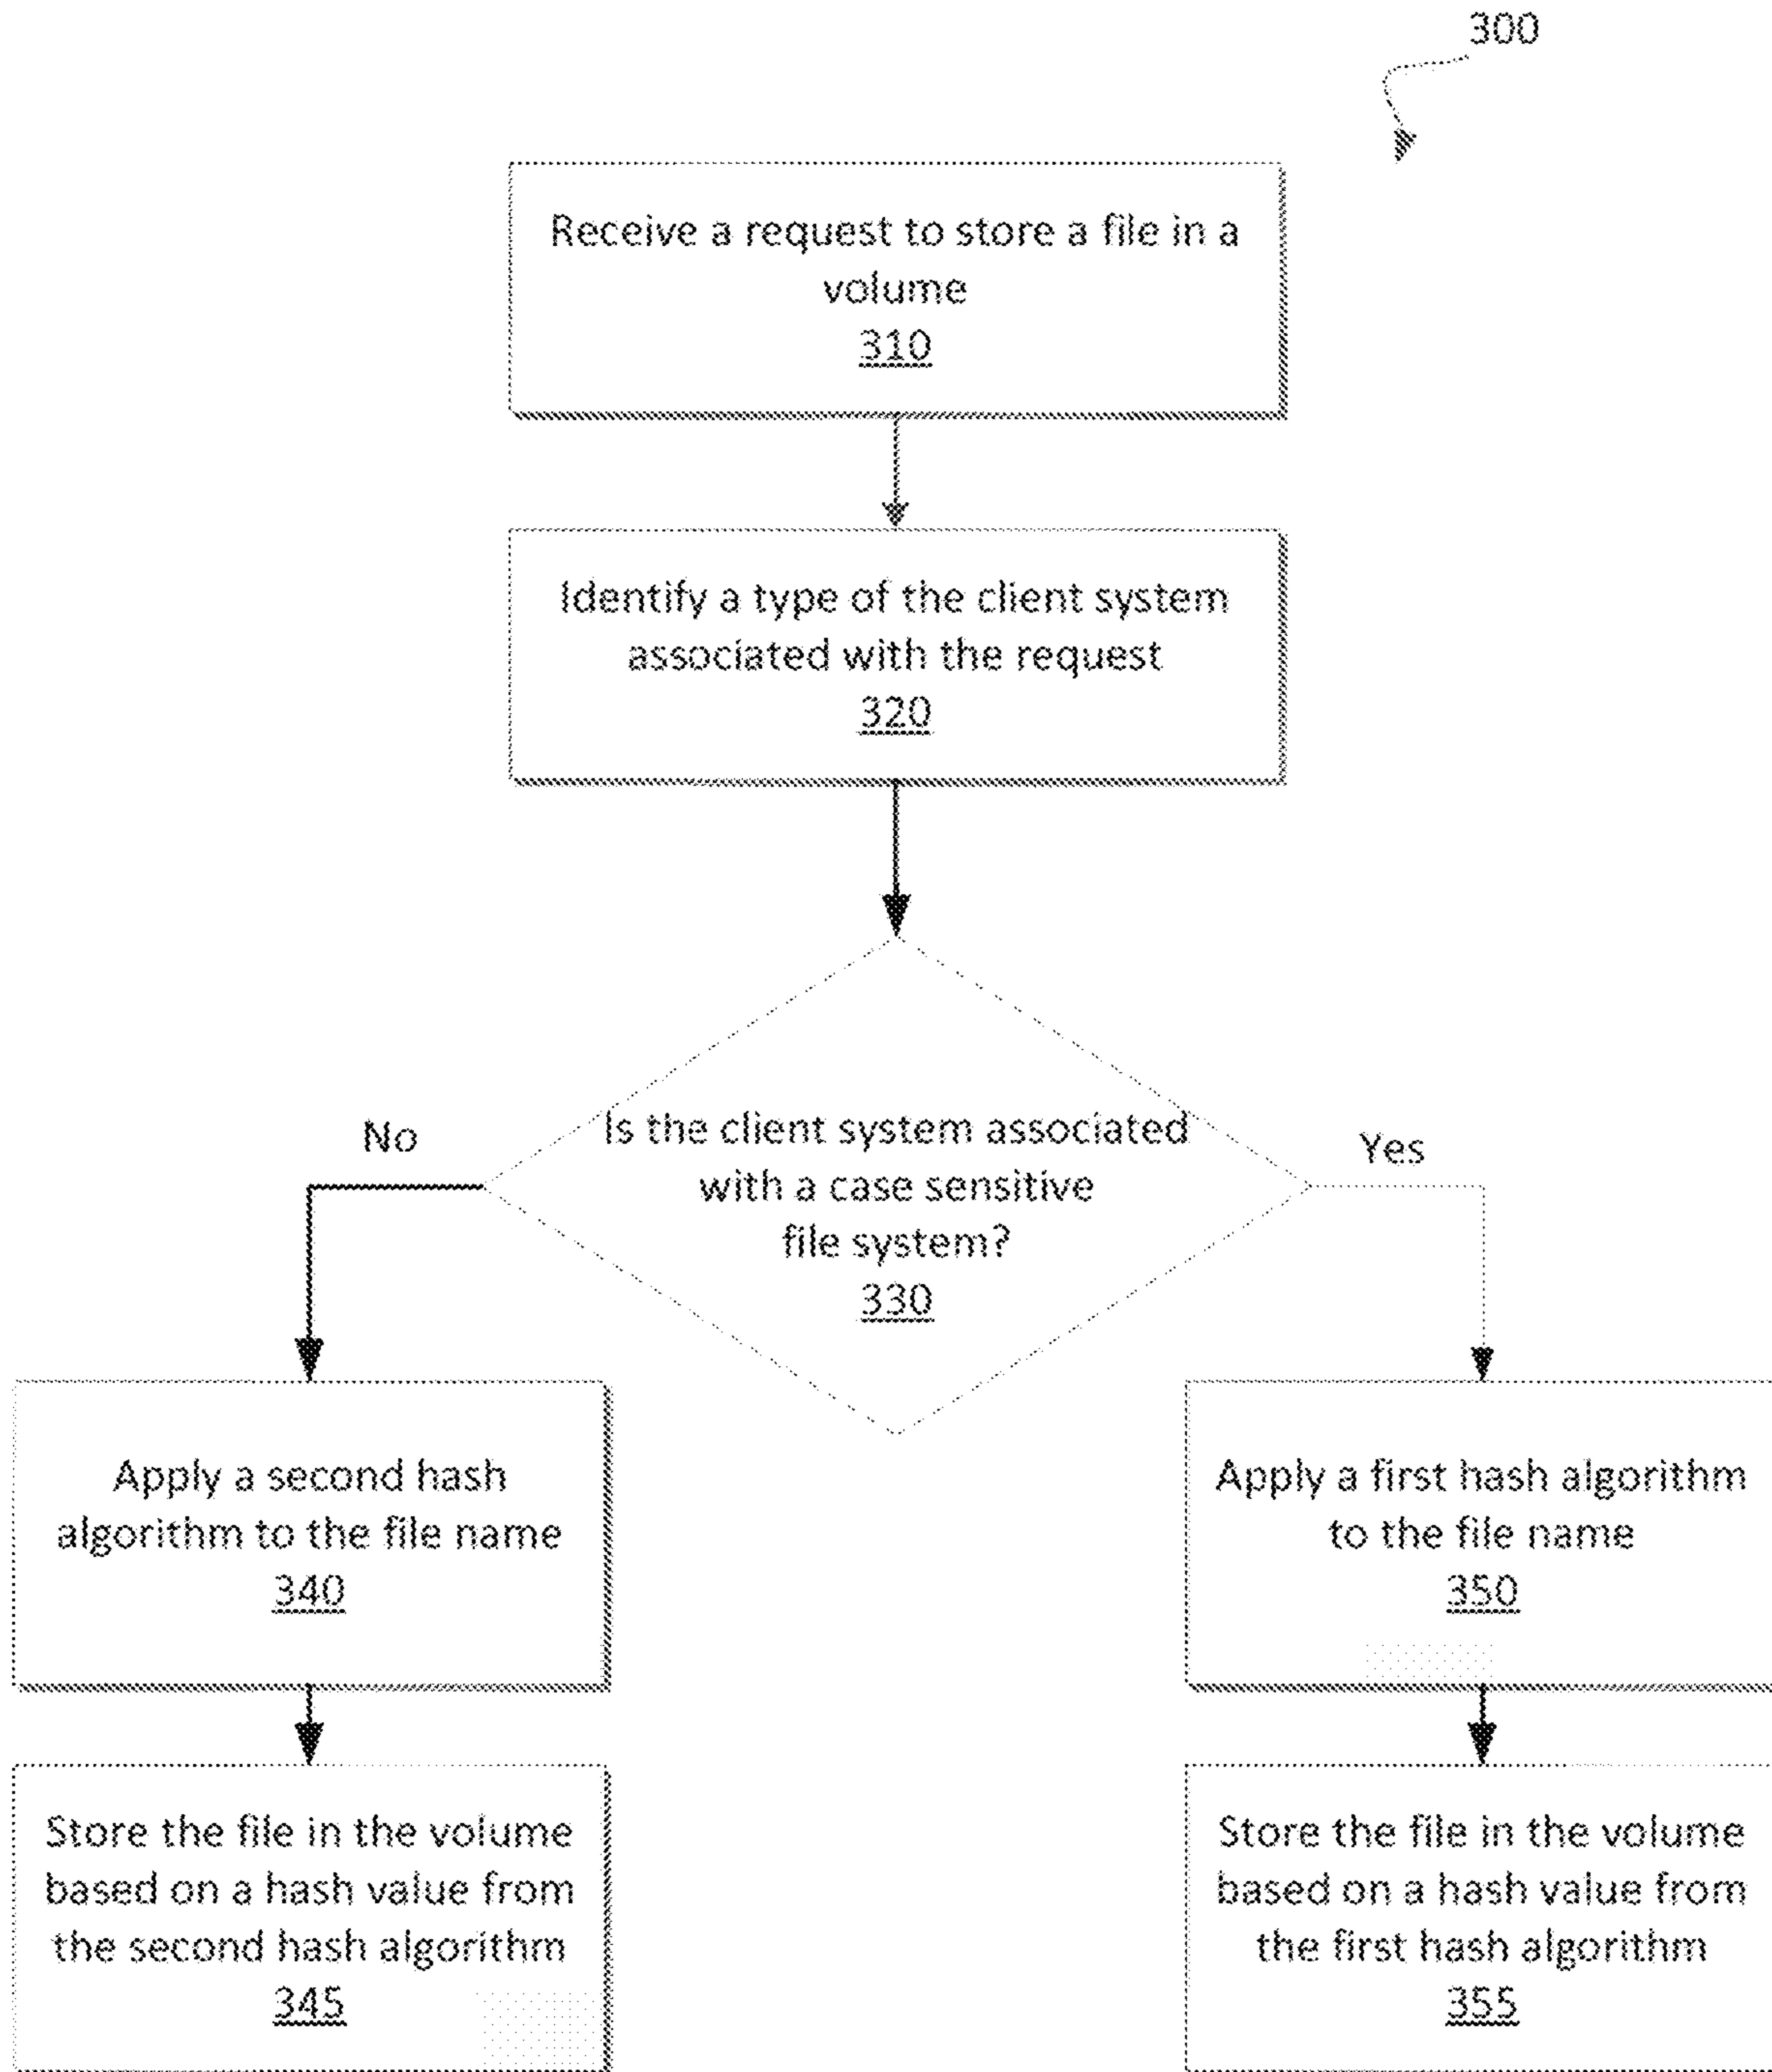 300
Receive a request to store a file in a
volume
310
Identify a type of the client system
associated with the request
320
Is the client system associated
with a case sensitive
file system?
330
No
Yes
Apply a second hash
algorithm to the file name
340
Apply a first hash algorithm
to the file name
350
Store the file in the volume
based on a hash value from
the second hash algorithm
345
Store the file in the volume
based on a hash value from
the first hash algorithm
355